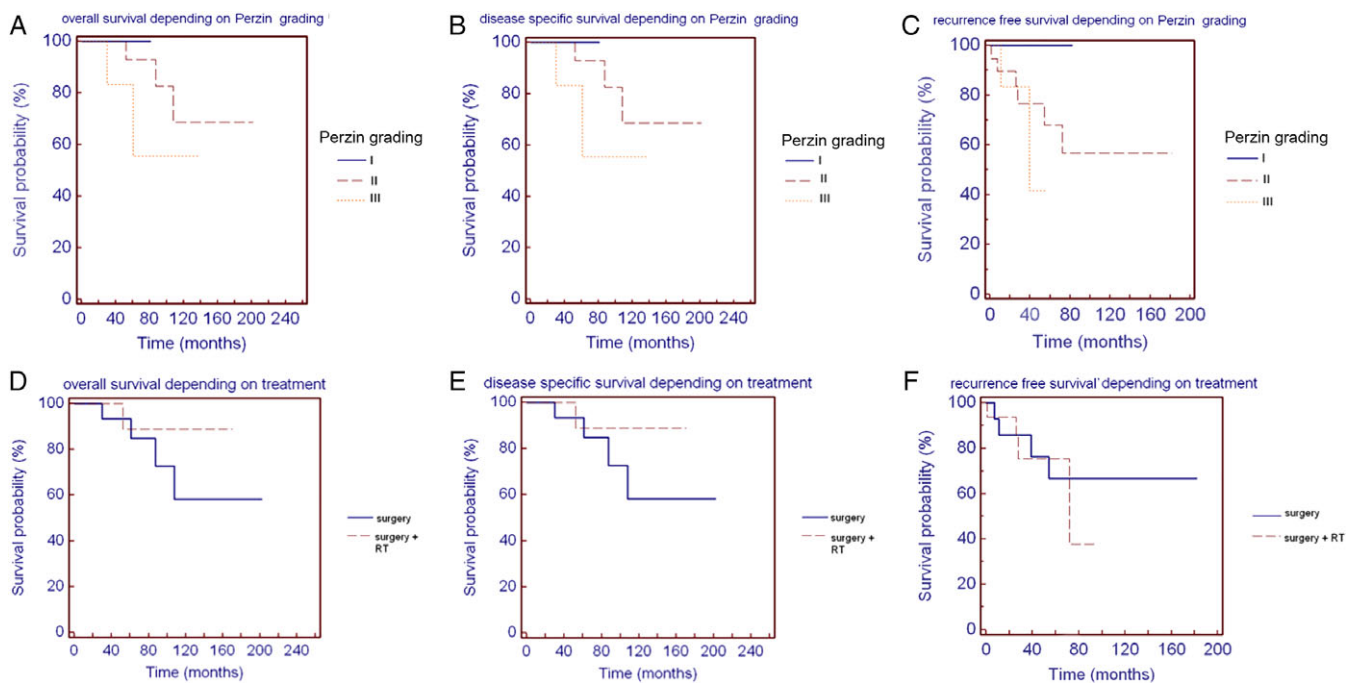 A
overall survival depending on Perzin grading
Survival probability (%)
100
80
60
40
20
0
0 40 80 120 160 200 240
Time (months)
Perzin grading
I
II
III
B
disease specific survival depending on Perzin grading
Survival probability (%)
100
80
60
40
20
0
0 40 80 120 160 200 240
Time (months)
Perzin grading
I
II
III
C
recurrence free survival depending on Perzin grading
Survival probability (%)
100
80
60
40
20
0
0 40 80 120 160 200
Time (months)
Perzin grading
I
II
III
D
overall survival depending on treatment
Survival probability (%)
100
80
60
40
20
0
0 40 80 120 160 200 240
Time (months)
surgery
surgery +
RT
E
disease specific survival depending on treatment
Survival probability (%)
100
80
60
40
20
0
0 40 80 120 160 200 240
Time (months)
surgery
surgery +
RT
F
recurrence free survival depending on treatment
Survival probability (%)
100
80
60
40
20
0
0 40 80 120 160 200
Time (months)
surgery
surgery + RT